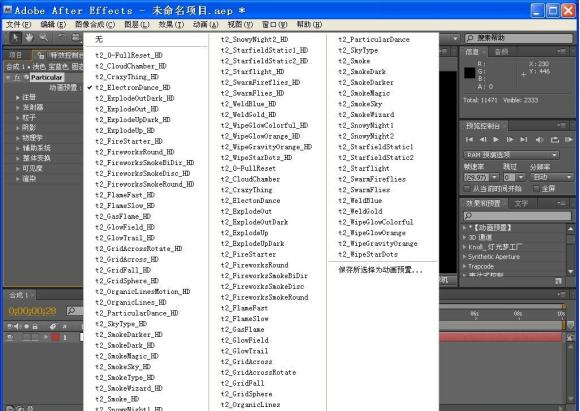 Adobe After Effects - 未命名项目.aep *
文件(F) 编辑(E) 图像合成(C) 图层(L) 效果(T) 动画(A) 视图(V) 窗口(W) 帮助(H)
搜索帮助
项目 特效控制台
合成 1
Particular
动画预置:
注册
发射器
粒子
阴影
物理学
辅助系统
整体变换
可见度
渲染
无
t2_0-FullReset_HD
t2_CloudChamber_HD
t2_CrazyThing_HD
t2_ElectronDance_HD
t2_ExplodeOutDark_HD
t2_ExplodeOut_HD
t2_ExplodeUpDark_HD
t2_ExplodeUp_HD
t2_FireStarter_HD
t2_FireworksRound_HD
t2_FireworksSmokeBiDir_HD
t2_FireworksSmokeDisc_HD
t2_FireworksSmokeRound_HD
t2_FlameFast_HD
t2_FlameSlow_HD
t2_GasFlame_HD
t2_GlowField_HD
t2_GlowTrail_HD
t2_GridAcrossRotate_HD
t2_GridAcross_HD
t2_GridFall_HD
t2_GridSphere_HD
t2_OrganicLinesMotion_HD
t2_OrganicLines_HD
t2_ParticularDance_HD
t2_SkyType_HD
t2_SmokeDark_HD
t2_SmokeDarker_HD
t2_SmokeMagic_HD
t2_SmokeSky_HD
t2_SmokeType_HD
t2_SmokeWizard_HD
t2_Smoke_HD
t2_SnowyNight1_HD
t2_SnowyNight2_HD
t2_StarfieldStatic1_HD
t2_StarfieldStatic2_HD
t2_Starflight_HD
t2_SwarmFireflies_HD
t2_SwarmFlies_HD
t2_WeldBlue_HD
t2_WeldGold_HD
t2_WipeGlowColorful_HD
t2_WipeGlowOrange_HD
t2_WipeGravityOrange_HD
t2_WipeStarDotz_HD
t2_0-FullReset
t2_CloudChamber
t2_CrazyThing
t2_ElectonDance
t2_ExplodeOut
t2_ExplodeOutDark
t2_ExplodeUp
t2_ExplodeUpDark
t2_FireStarter
t2_FireworksRound
t2_FireworksSmokeBiDir
t2_FireworksSmokeDisc
t2_FireworksSmokeRound
t2_FlameFast
t2_FlameSlow
t2_GasFlame
t2_GlowField
t2_GlowTrail
t2_GridAcross
t2_GridAcrossRotate
t2_GridFall
t2_GridSphere
t2_OrganicLines
t2_ParticularDance
t2_SkyType
t2_Smoke
t2_SmokeDark
t2_SmokeDarker
t2_SmokeMagic
t2_SmokeSky
t2_SmokeWizard
t2_SnowyNight1
t2_SnowyNight2
t2_StarfieldStatic1
t2_StarfieldStatic2
t2_Starflight
t2_SwarmFireflies
t2_SwarmFlies
t2_WeldBlue
t2_WeldGold
t2_WipeGlowColorful
t2_WipeGlowOrange
t2_WipeGravityOrange
t2_WipeStarDots
保存所选择为动画预置...
信息 音频
R:
G:
B:
A: 0
X: 230
Y: 446
Total: 11471 Visible: 2333
预览控制台
RAM 预演选项
帧速率 跳过 分辨率
(29.97) 0 自动
从当前时间开始 全屏
效果和预置 文字
*【动画预置】
3D 通道
Knoll_灯光梦工厂
Synthetic Aperture
Trapcode
表达式控制
合成 1
0;00;00;28
06s 08s